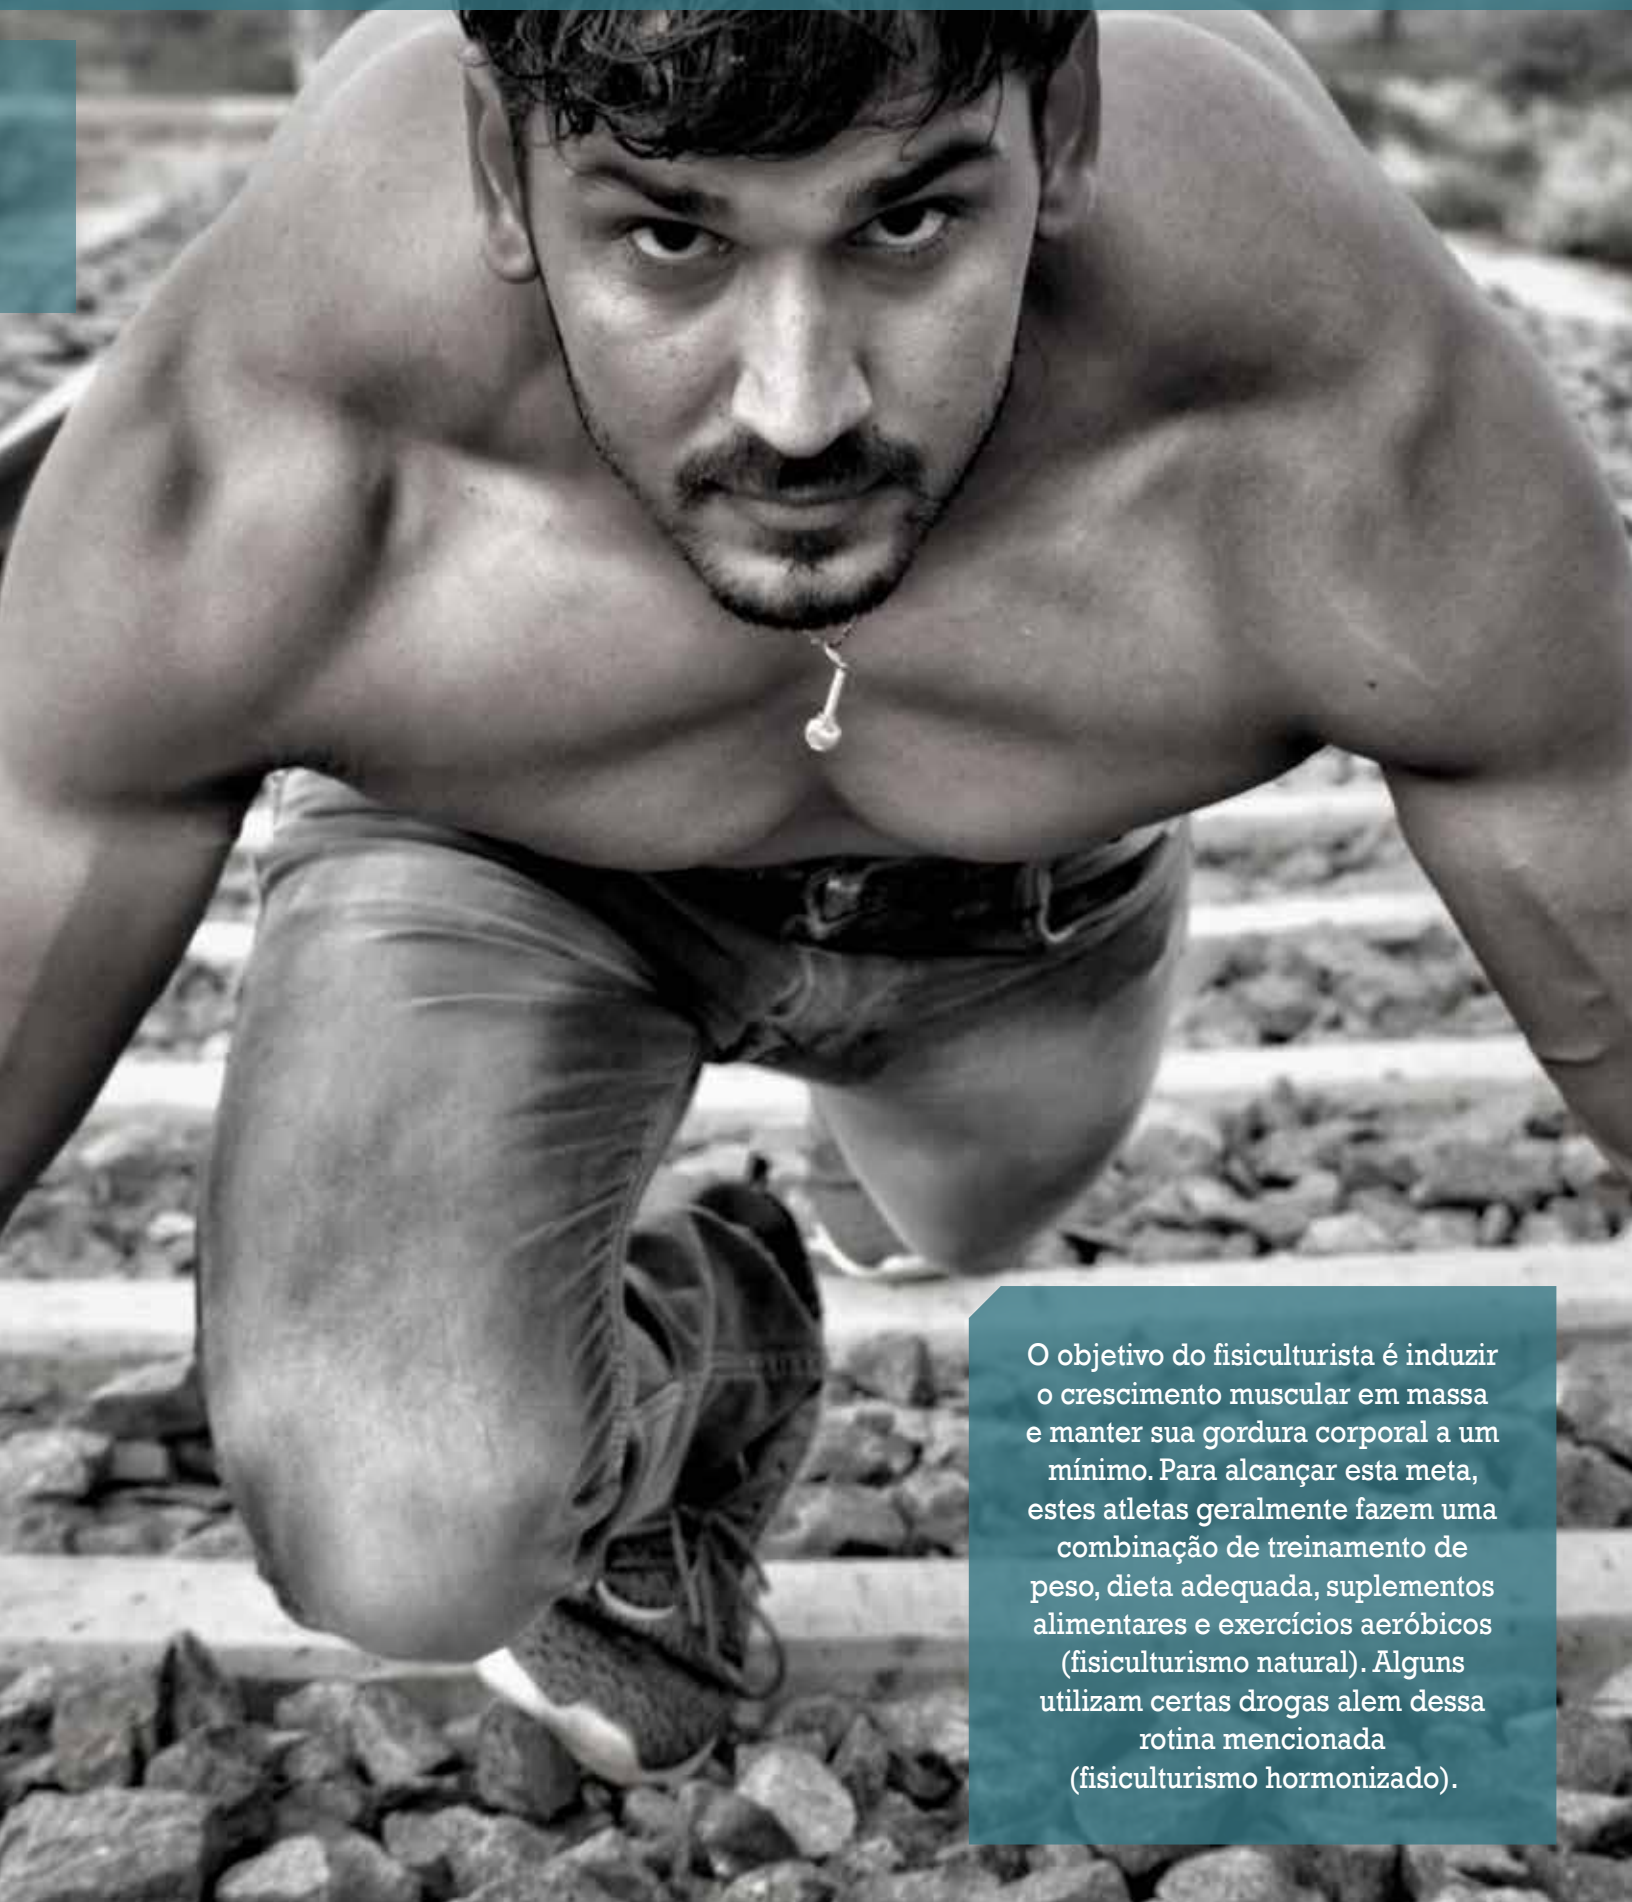 O objetivo do fisiculturista é induzir
o crescimento muscular em massa
e manter sua gordura corporal a um
mínimo. Para alcançar esta meta,
estes atletas geralmente fazem uma
combinação de treinamento de
peso, dieta adequada, suplementos
alimentares e exercícios aeróbicos
(fisiculturismo natural). Alguns
utilizam certas drogas alem dessa
rotina mencionada
(fisiculturismo hormonizado).